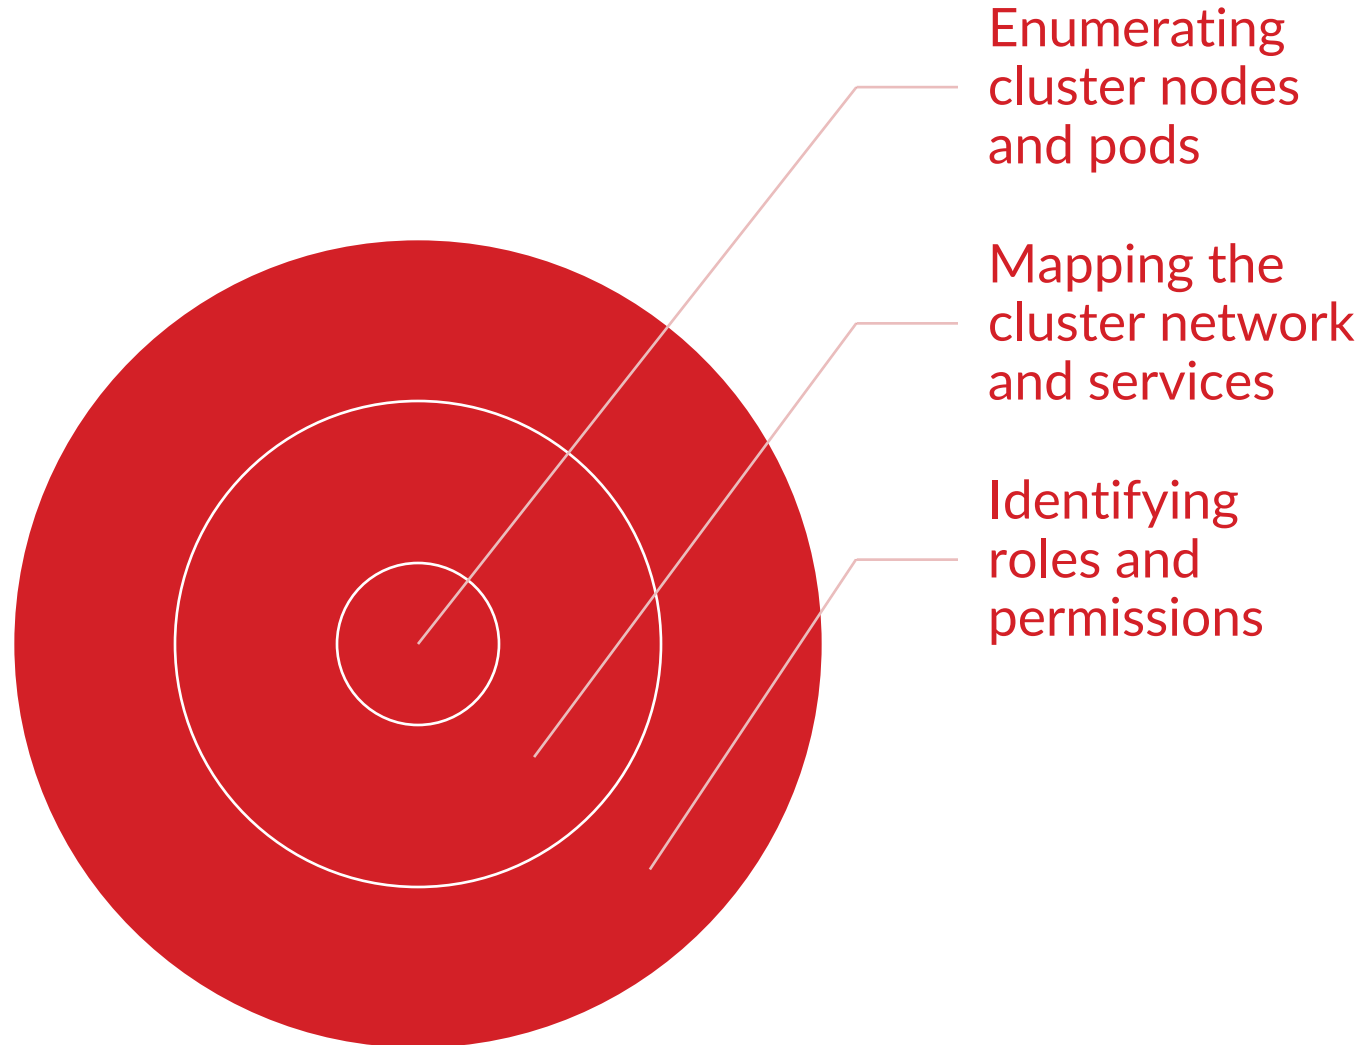 Enumerating
cluster nodes
and pods
Mapping the
cluster network
and services
Identifying
roles and
permissions